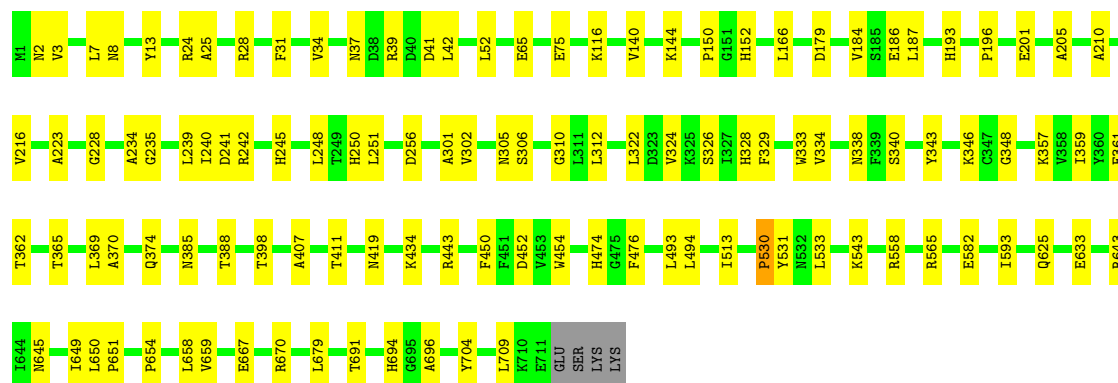 M1 N2 V3 L7 N8 Y13 R24 A25 R28 F31 V34 N37 D38 R39 D40 D41 L42 L52 E65 E75 K116 V140 K144 P150 G151 H152 L166 D179 V184 S185 E186 L187 H193 P196 E201 A205 A210
V216 A223 G228 A234 G235 L239 I240 D241 R242 H245 L248 T249 H250 L251 D256 A301 V302 N305 S306 G310 L311 L312 L322 D323 V324 K325 S326 I327 H328 F329 W333 V334 N338 F339 S340 Y343 K346 C347 G348 K357 V358 I359 Y360 E361
T362 T365 L369 A370 Q374 N385 T388 T398 A407 T411 N419 K434 R443 F450 F451 D452 V453 W454 H474 G475 F476 L493 L494 I513 P530 Y531 N532 L533 K543 R558 R565 E582 I593 Q625 E633 R643
I644 N645 I649 L650 P651 P654 L658 V659 E667 R670 L679 T691 H694 G695 A696 Y704 L709 K710 E711 GLU SER LYS LYS